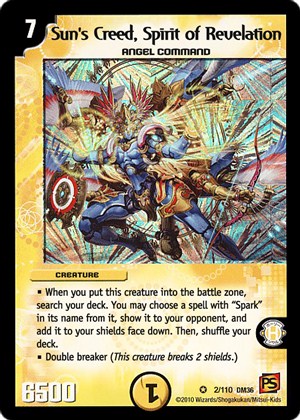 7
Sun's Creed, Spirit of Revelation
ANGEL COMMAND
CREATURE
▪ When you put this creature into the battle zone,
search your deck. You may choose a spell with “Spark”
in its name from it, show it to your opponent, and
add it to your shields face down. Then, shuffle your
deck.
▪ Double breaker (This creature breaks 2 shields.)
6500
1
✪ 2/110 DM36
©2010 Wizards/Shogakukan/Mitsui-Kids
PS